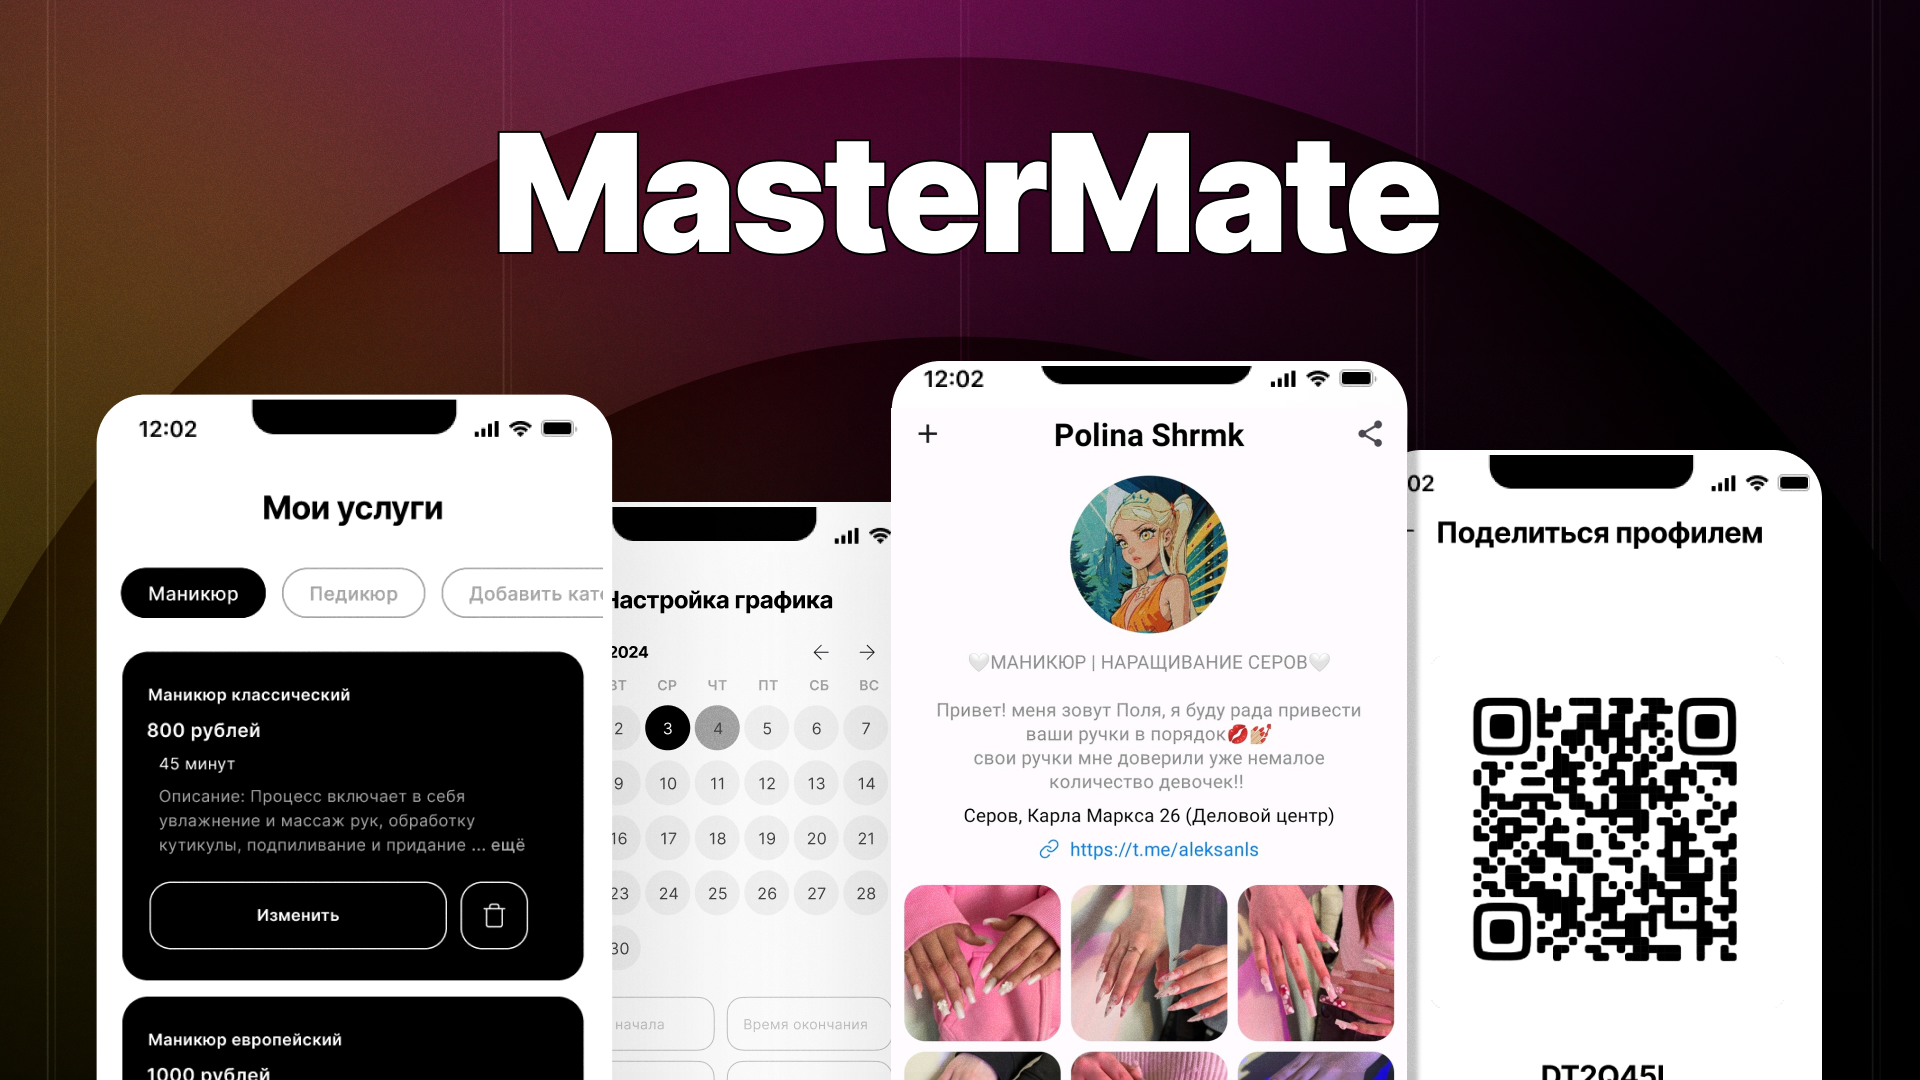 MasterMate
12:02
Мои услуги
Маникюр
Педикюр
Добавить
Маникюр классический
800 рублей
45 минут
Описание: Процесс включает в себя
увлажнение и массаж рук, обработку
кутикулы, подпиливание и придание ... ещё
Изменить
Маникюр европейский
1000 рублей
Настройка графика
2024
ВТ СР ЧТ ПТ СБ ВС
2 3 4 5 6 7
9 10 11 12 13 14
16 17 18 19 20 21
23 24 25 26 27 28
30
начала
Время окончания
12:02
Polina Shrmk
🤍МАНИКЮР | НАРАЩИВАНИЕ СЕРОВ🤍
Привет! меня зовут Поля, я буду рада привести
ваши ручки в порядок💋💅🏼
свои ручки мне доверили уже немалое
количество девочек!!
Серов, Карла Маркса 26 (Деловой центр)
https://t.me/aleksanls
02
Поделиться профилем